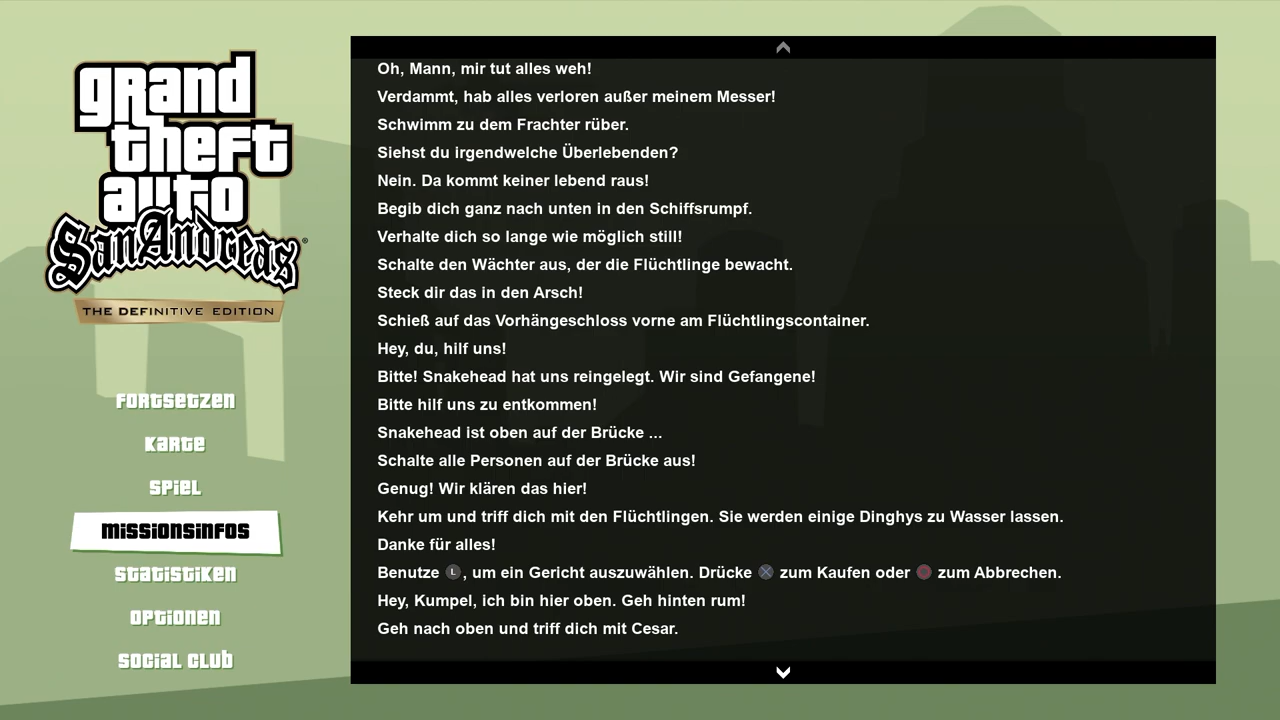 grand
theft
auto
San Andreas
THE DEFINITIVE EDITION
Fortsetzen
Karte
Spiel
Missionsinfos
Statistiken
Optionen
Social Club
Oh, Mann, mir tut alles weh!
Verdammt, hab alles verloren außer meinem Messer!
Schwimm zu dem Frachter rüber.
Siehst du irgendwelche Überlebenden?
Nein. Da kommt keiner lebend raus!
Begib dich ganz nach unten in den Schiffsrumpf.
Verhalte dich so lange wie möglich still!
Schalte den Wächter aus, der die Flüchtlinge bewacht.
Steck dir das in den Arsch!
Schieß auf das Vorhängeschloss vorne am Flüchtlingscontainer.
Hey, du, hilf uns!
Bitte! Snakehead hat uns reingelegt. Wir sind Gefangene!
Bitte hilf uns zu entkommen!
Snakehead ist oben auf der Brücke ...
Schalte alle Personen auf der Brücke aus!
Genug! Wir klären das hier!
Kehr um und triff dich mit den Flüchtlingen. Sie werden einige Dinghys zu Wasser lassen.
Danke für alles!
Benutze L, um ein Gericht auszuwählen. Drücke X zum Kaufen oder O zum Abbrechen.
Hey, Kumpel, ich bin hier oben. Geh hinten rum!
Geh nach oben und triff dich mit Cesar.